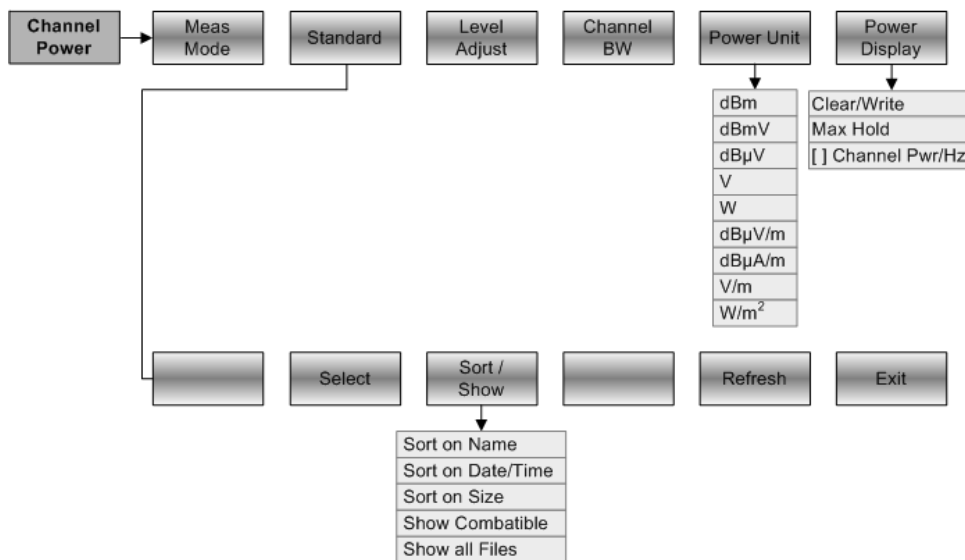 Channel
Power
Meas
Mode
Standard
Level
Adjust
Channel
BW
Power Unit
Power
Display
dBm
dBmV
dBµV
V
W
dBµV/m
dBµA/m
V/m
W/m²
Clear/Write
Max Hold
[ ] Channel Pwr/Hz
Select
Sort /
Show
Refresh
Exit
Sort on Name
Sort on Date/Time
Sort on Size
Show Combatible
Show all Files